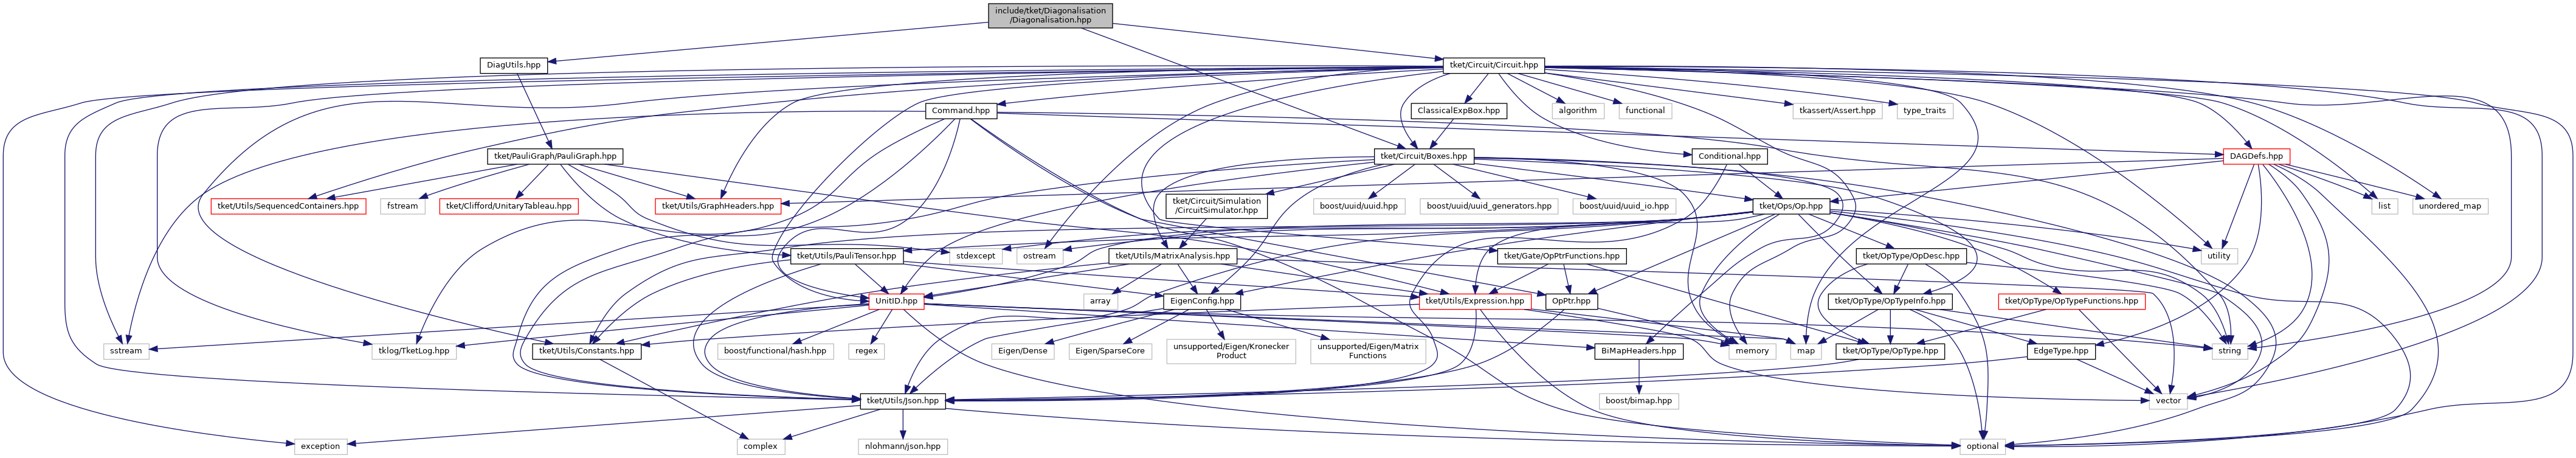 include/tket/Diagonalisation
/Diagonalisation.hpp
DiagUtils.hpp
tket/Circuit/Circuit.hpp
Command.hpp
ClassicalExpBox.hpp
algorithm
functional
tkassert/Assert.hpp
type_traits
tket/PauliGraph/PauliGraph.hpp
tket/Circuit/Boxes.hpp
Conditional.hpp
DAGDefs.hpp
tket/Utils/SequencedContainers.hpp
fstream
tket/Clifford/UnitaryTableau.hpp
tket/Utils/GraphHeaders.hpp
tket/Circuit/Simulation
/CircuitSimulator.hpp
boost/uuid/uuid.hpp
boost/uuid/uuid_generators.hpp
boost/uuid/uuid_io.hpp
tket/Ops/Op.hpp
list
unordered_map
tket/Utils/PauliTensor.hpp
stdexcept
ostream
tket/Utils/MatrixAnalysis.hpp
tket/Gate/OpPtrFunctions.hpp
tket/OpType/OpDesc.hpp
utility
UnitID.hpp
array
EigenConfig.hpp
tket/Utils/Expression.hpp
OpPtr.hpp
tket/OpType/OpTypeInfo.hpp
tket/OpType/OpTypeFunctions.hpp
sstream
tklog/TketLog.hpp
tket/Utils/Constants.hpp
boost/functional/hash.hpp
regex
Eigen/Dense
Eigen/SparseCore
unsupported/Eigen/Kronecker
Product
unsupported/Eigen/Matrix
Functions
BiMapHeaders.hpp
memory
map
tket/OpType/OpType.hpp
EdgeType.hpp
string
tket/Utils/Json.hpp
boost/bimap.hpp
vector
exception
complex
nlohmann/json.hpp
optional